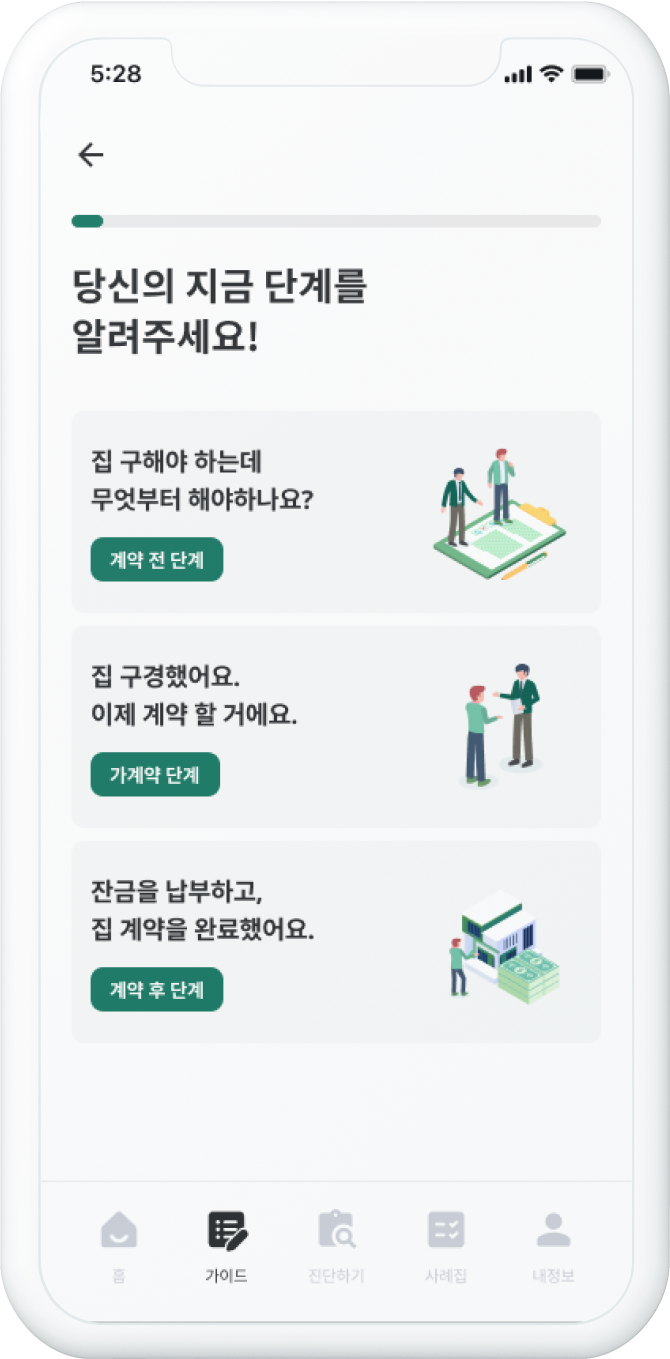 5:28
당신의 지금 단계를
알려주세요!
집 구해야 하는데
무엇부터 해야하나요?
계약 전 단계
집 구경했어요.
이제 계약 할 거에요.
가계약 단계
잔금을 납부하고,
집 계약을 완료했어요.
계약 후 단계
홈
가이드
진단하기
사례집
내정보